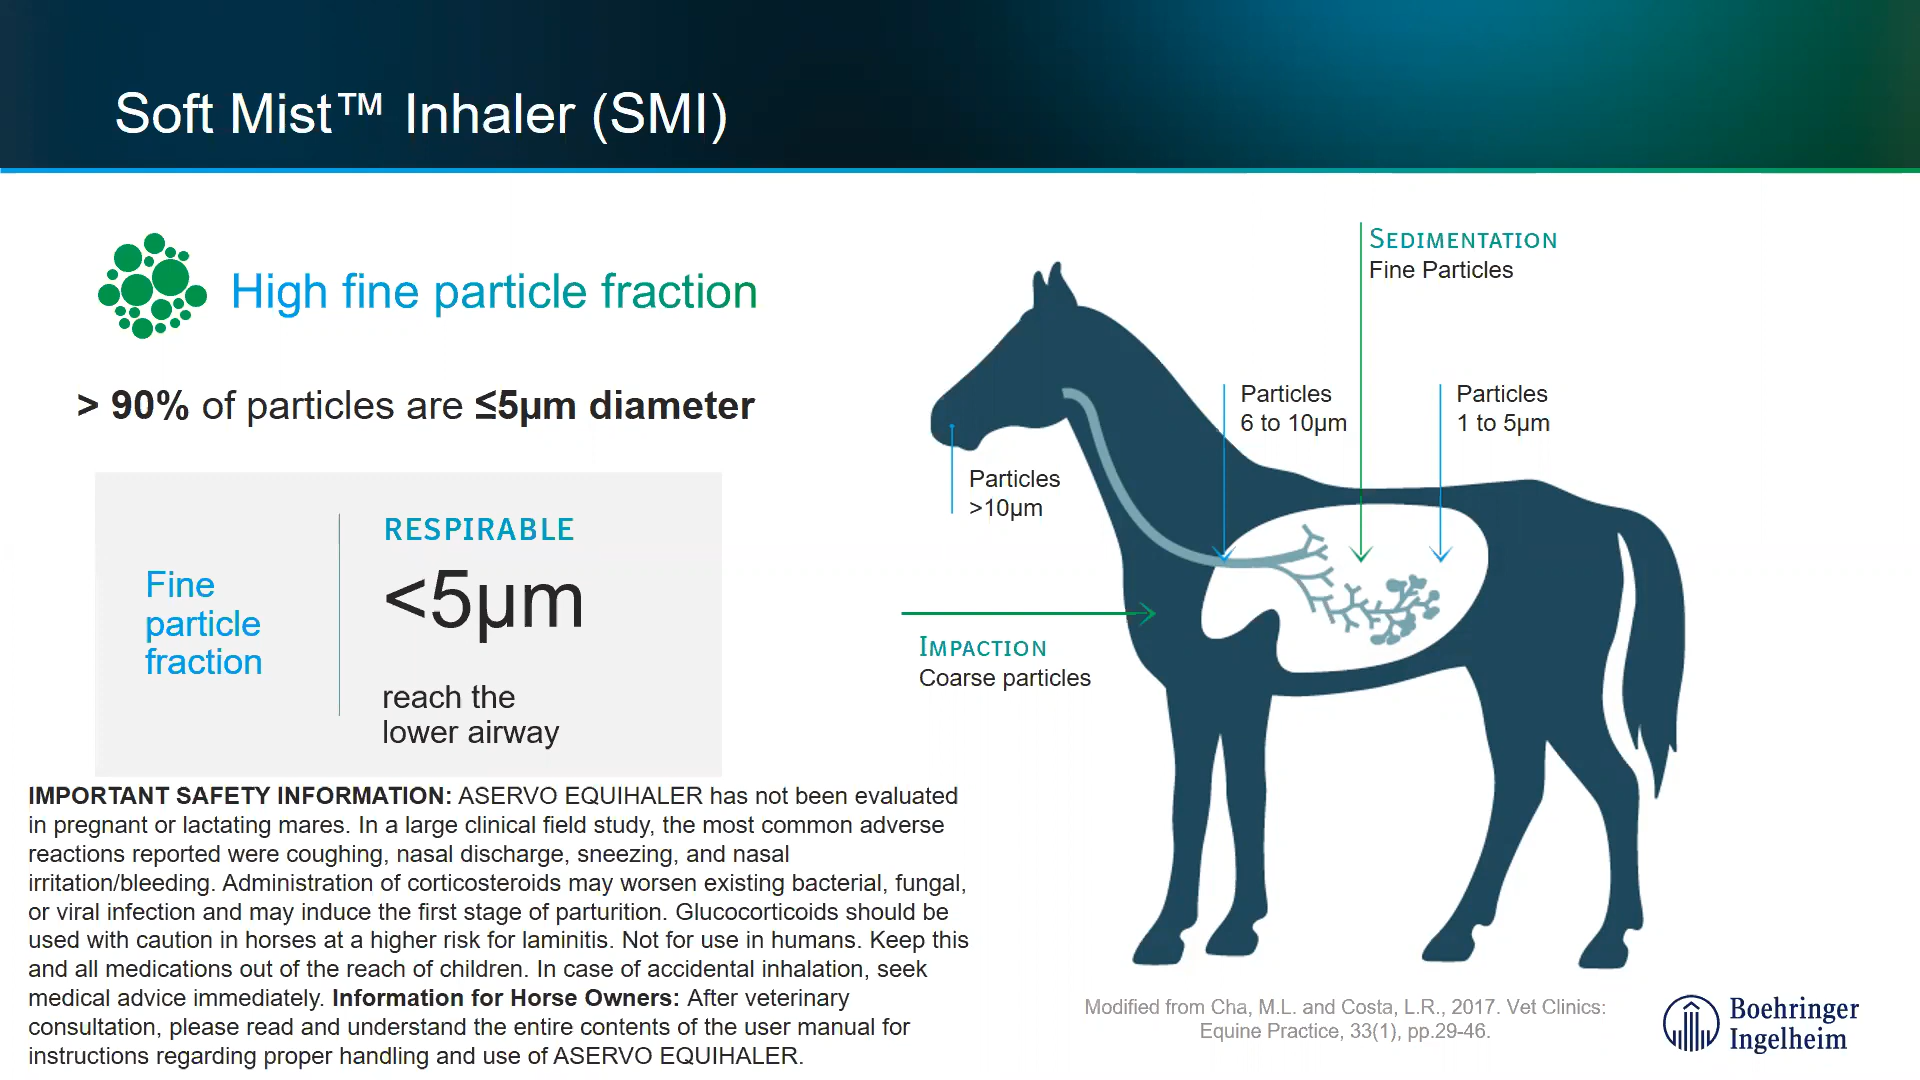 Soft Mist™ Inhaler (SMI)
High fine particle fraction
> 90% of particles are ≤5µm diameter
Fine
particle
fraction
RESPIRABLE
<5µm
reach the
lower airway
SEDIMENTATION
Fine Particles
Particles
6 to 10µm
Particles
1 to 5µm
Particles
>10µm
IMPACTION
Coarse particles
IMPORTANT SAFETY INFORMATION: ASERVO EQUIHALER has not been evaluated
in pregnant or lactating mares. In a large clinical field study, the most common adverse
reactions reported were coughing, nasal discharge, sneezing, and nasal
irritation/bleeding. Administration of corticosteroids may worsen existing bacterial, fungal,
or viral infection and may induce the first stage of parturition. Glucocorticoids should be
used with caution in horses at a higher risk for laminitis. Not for use in humans. Keep this
and all medications out of the reach of children. In case of accidental inhalation, seek
medical advice immediately. Information for Horse Owners: After veterinary
consultation, please read and understand the entire contents of the user manual for
instructions regarding proper handling and use of ASERVO EQUIHALER.
Modified from Cha, M.L. and Costa, L.R., 2017. Vet Clinics:
Equine Practice, 33(1), pp.29-46.
Boehringer
Ingelheim